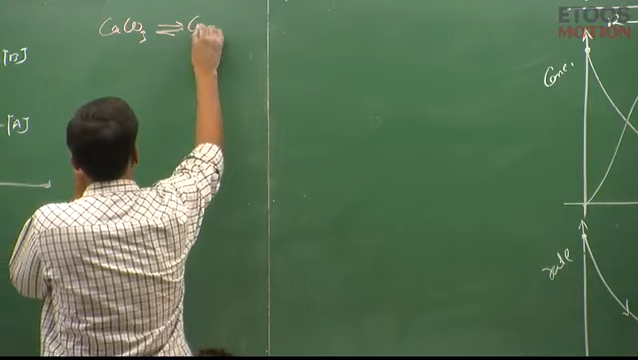 CaCO₃ ⇌ C
[B]
[A]
ETOOS
MOTION
Conc.
rate